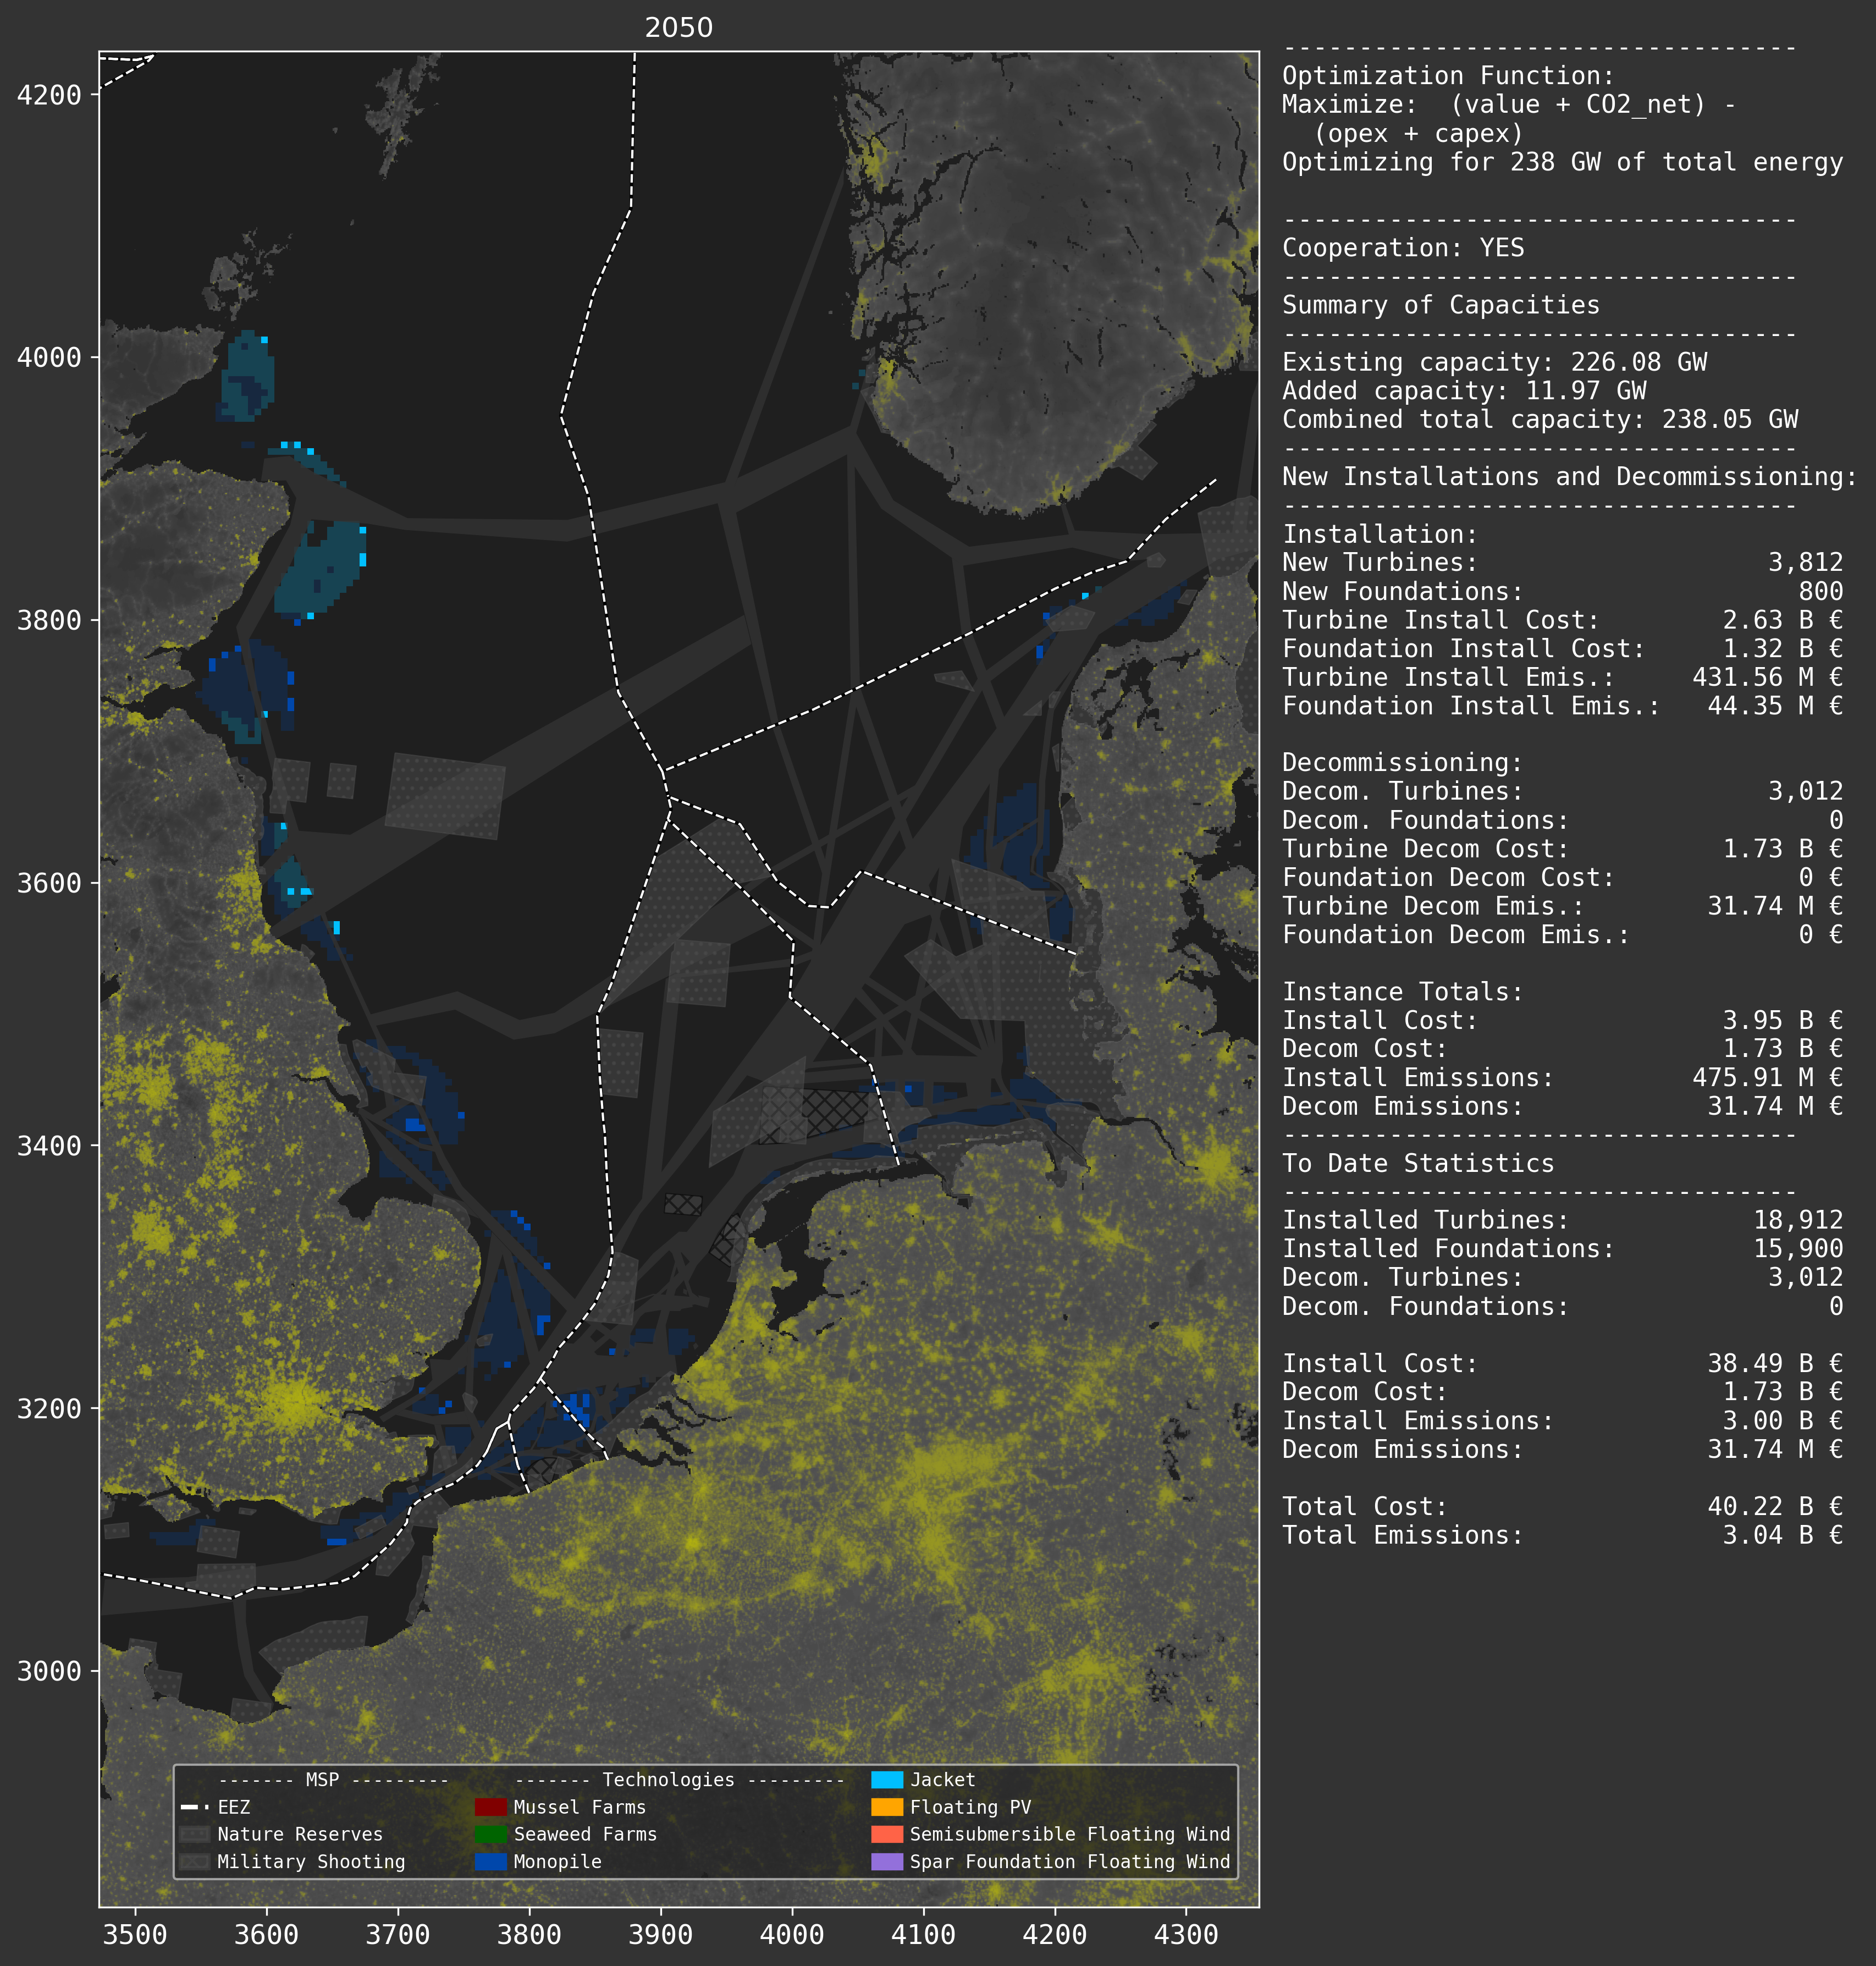 2050
4200
4000
3800
3600
3400
3200
3000
3500 3600 3700 3800 3900 4000 4100 4200 4300
------- MSP ---------
EEZ
Nature Reserves
Military Shooting
------- Technologies ---------
Mussel Farms
Seaweed Farms
Monopile
Jacket
Floating PV
Semisubmersible Floating Wind
Spar Foundation Floating Wind
----------------------------------
Optimization Function:
Maximize:  (value + CO2_net) -
(opex + capex)
Optimizing for 238 GW of total energy
----------------------------------
Cooperation: YES
----------------------------------
Summary of Capacities
----------------------------------
Existing capacity: 226.08 GW
Added capacity: 11.97 GW
Combined total capacity: 238.05 GW
----------------------------------
New Installations and Decommissioning:
----------------------------------
Installation:
New Turbines: 3,812
New Foundations: 800
Turbine Install Cost: 2.63 B €
Foundation Install Cost: 1.32 B €
Turbine Install Emis.: 431.56 M €
Foundation Install Emis.: 44.35 M €
Decommissioning:
Decom. Turbines: 3,012
Decom. Foundations: 0
Turbine Decom Cost: 1.73 B €
Foundation Decom Cost: 0 €
Turbine Decom Emis.: 31.74 M €
Foundation Decom Emis.: 0 €
Instance Totals:
Install Cost: 3.95 B €
Decom Cost: 1.73 B €
Install Emissions: 475.91 M €
Decom Emissions: 31.74 M €
----------------------------------
To Date Statistics
----------------------------------
Installed Turbines: 18,912
Installed Foundations: 15,900
Decom. Turbines: 3,012
Decom. Foundations: 0
Install Cost: 38.49 B €
Decom Cost: 1.73 B €
Install Emissions: 3.00 B €
Decom Emissions: 31.74 M €
Total Cost: 40.22 B €
Total Emissions: 3.04 B €